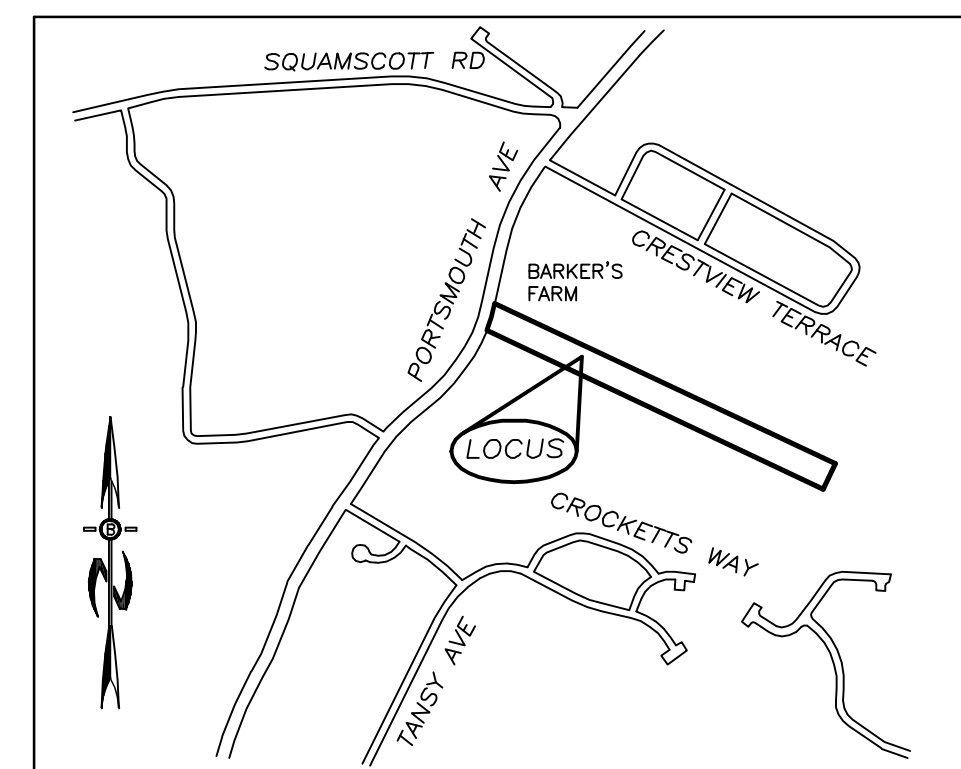 SQUAMSCOTT RD
PORTSMOUTH AVE
CRESTVIEW TERRACE
BARKER'S
FARM
LOCUS
CROCKETTS WAY
B
TANSY AVE